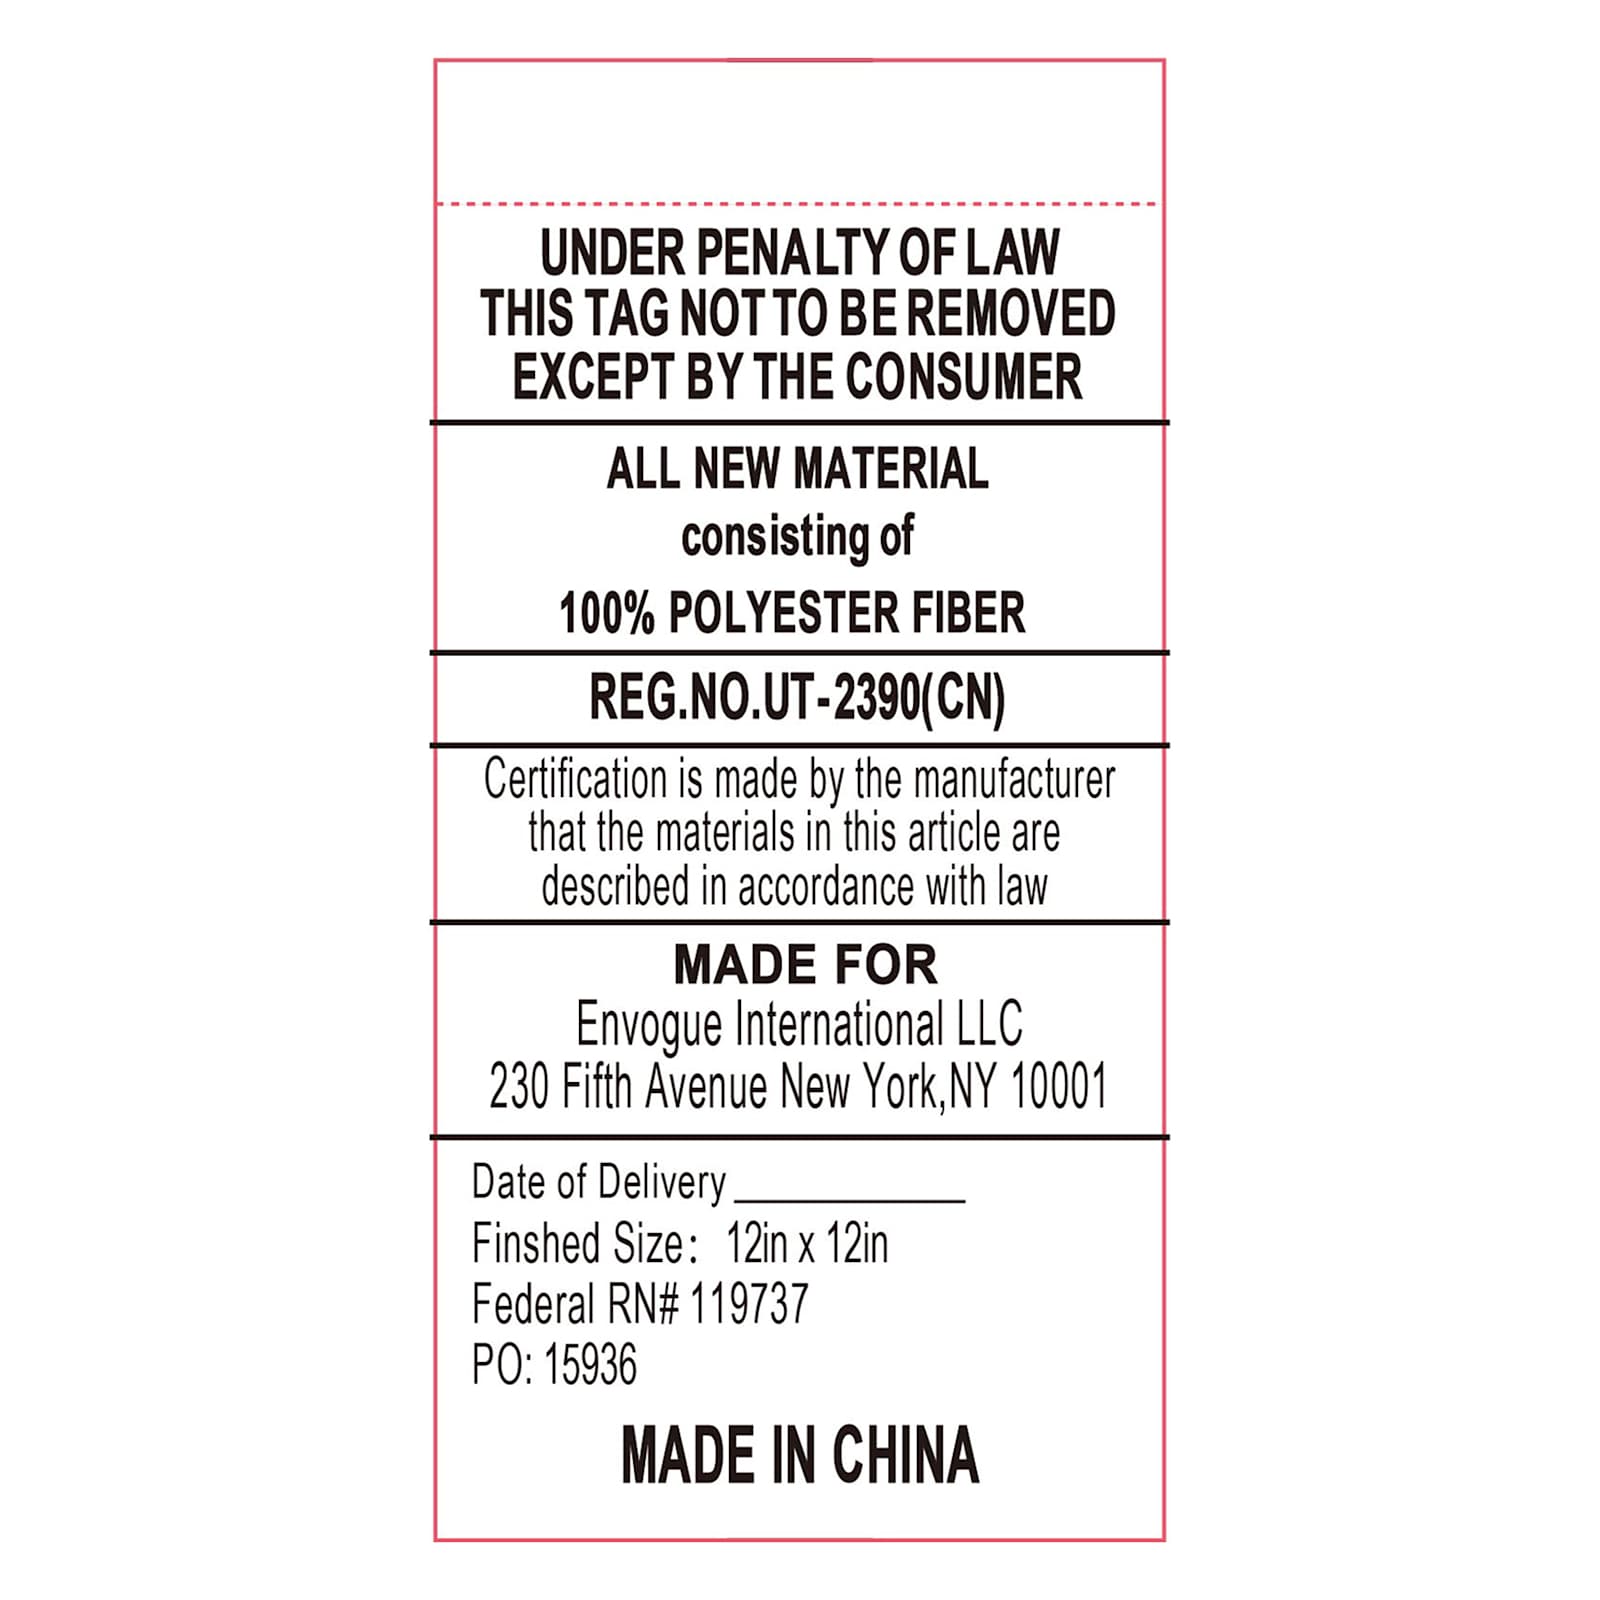 UNDER PENALTY OF LAW
THIS TAG NOT TO BE REMOVED
EXCEPT BY THE CONSUMER
ALL NEW MATERIAL
consisting of
100% POLYESTER FIBER
REG.NO.UT-2390(CN)
Certification is made by the manufacturer
that the materials in this article are
described in accordance with law
MADE FOR
Envogue International LLC
230 Fifth Avenue New York,NY 10001
Date of Delivery____________
Finshed Size: 12in x 12in
Federal RN# 119737
PO: 15936
MADE IN CHINA